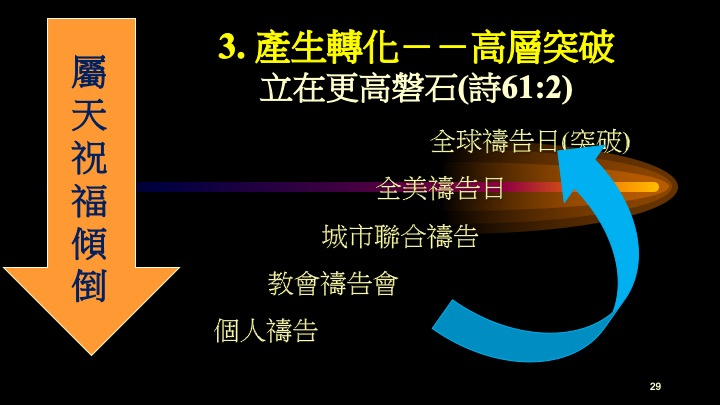 屬天祝福傾倒
3. 產生轉化－－高層突破
立在更高磐石(詩61:2)
全球禱告日(突破)
全美禱告日
城市聯合禱告
教會禱告會
個人禱告
29